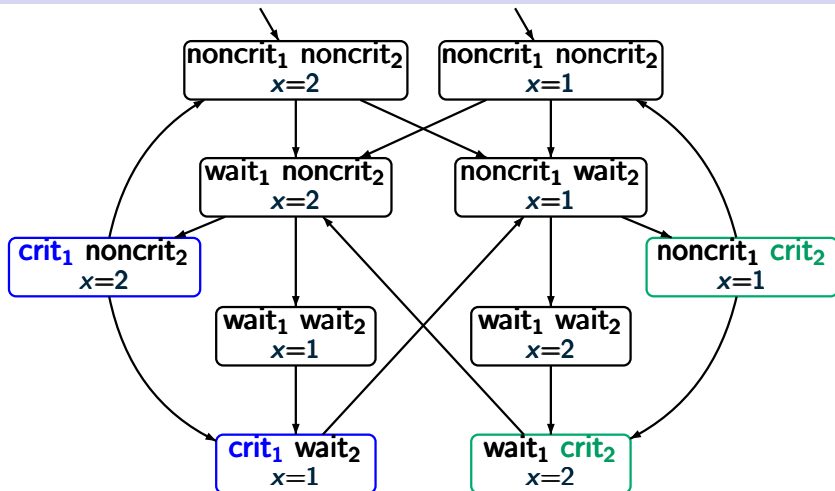 noncrit₁ noncrit₂
x=2
noncrit₁ noncrit₂
x=1
wait₁ noncrit₂
x=2
noncrit₁ wait₂
x=1
crit₁ noncrit₂
x=2
noncrit₁ crit₂
x=1
wait₁ wait₂
x=1
wait₁ wait₂
x=2
crit₁ wait₂
x=1
wait₁ crit₂
x=2